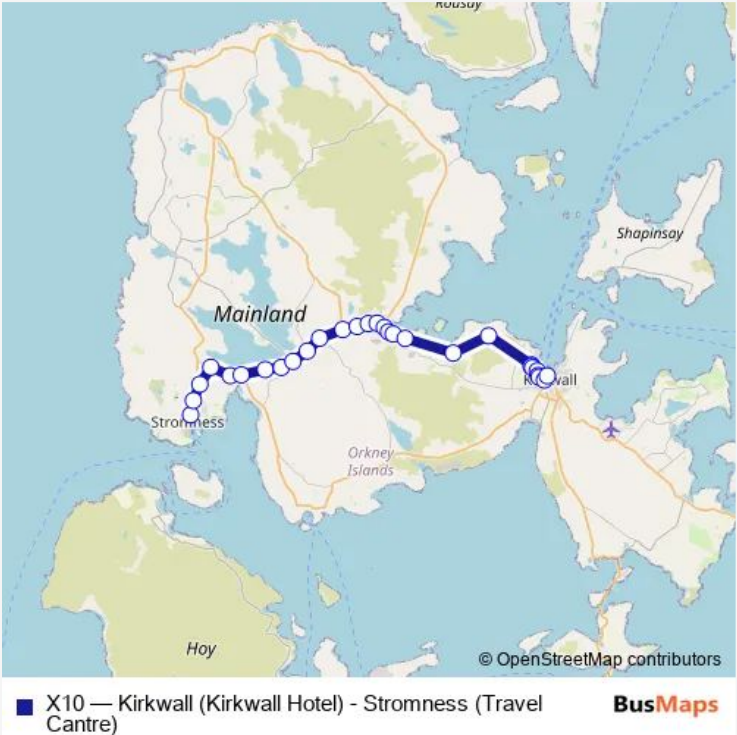 Rousay
Shapinsay
Mainland
Kirkwall
Stromness
Orkney
Islands
Hoy
© OpenStreetMap contributors
X10 — Kirkwall (Kirkwall Hotel) - Stromness (Travel
Cantre)
BusMaps